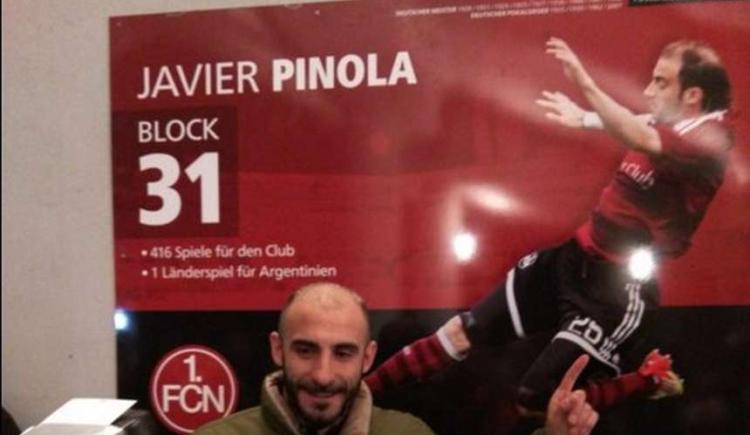 JAVIER PINOLA
BLOCK
31
• 416 Spiele für den Club
• 1 Länderspiel für Argentinien
1.
FCN
26